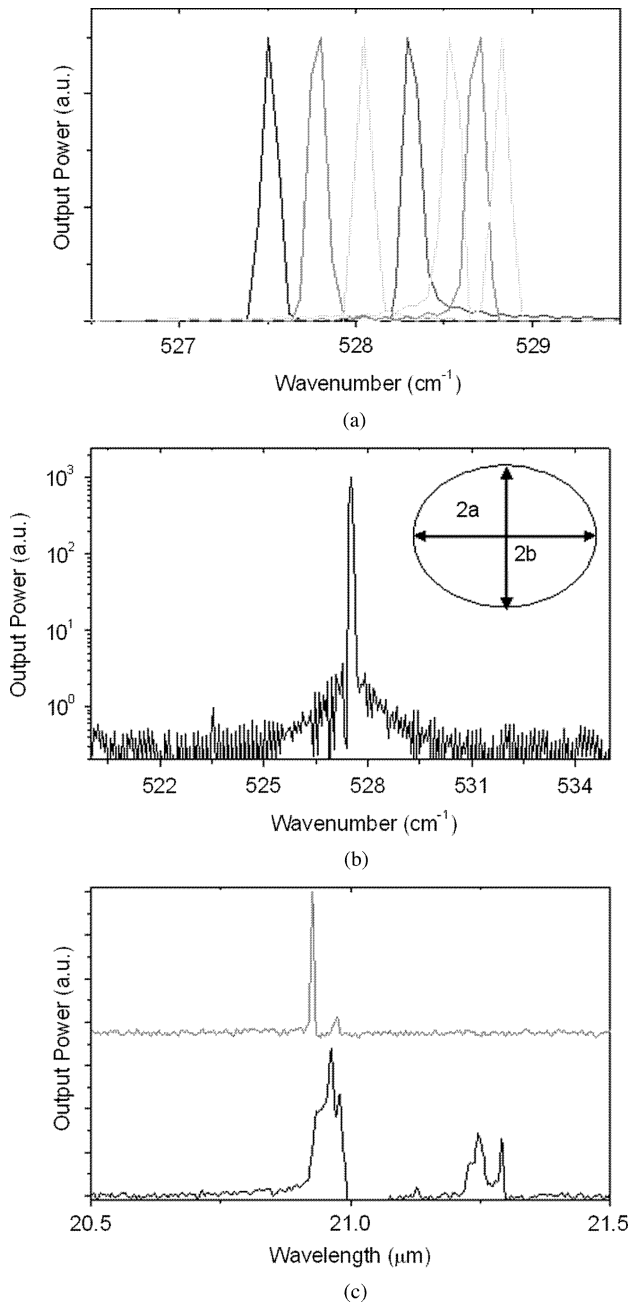 Output Power (a.u.)
527 528 529
Wavenumber (cm⁻¹)
(a)
Output Power (a.u.)
10³
10²
10¹
10⁰
2a
2b
522 525 528 531 534
Wavenumber (cm⁻¹)
(b)
Output Power (a.u.)
20.5 21.0 21.5
Wavelength (μm)
(c)